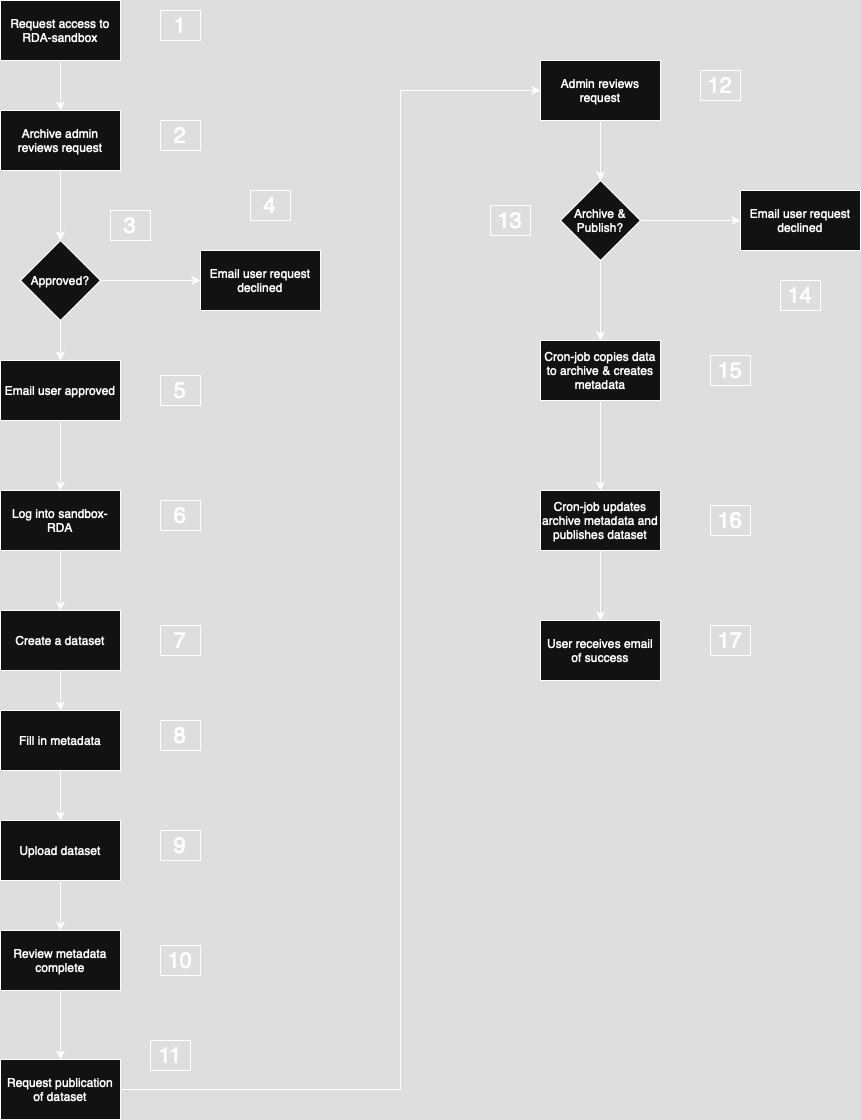 Request access to
RDA-sandbox
1
Archive admin
reviews request
2
3
Approved?
4
Email user request
declined
Email user approved
5
Log into sandbox-
RDA
6
Create a dataset
7
Fill in metadata
8
Upload dataset
9
Review metadata
complete
10
11
Request publication
of dataset
Admin reviews
request
12
13
Archive &
Publish?
Email user request
declined
14
Cron-job copies data
to archive & creates
metadata
15
Cron-job updates
archive metadata and
publishes dataset
16
User receives email
of success
17